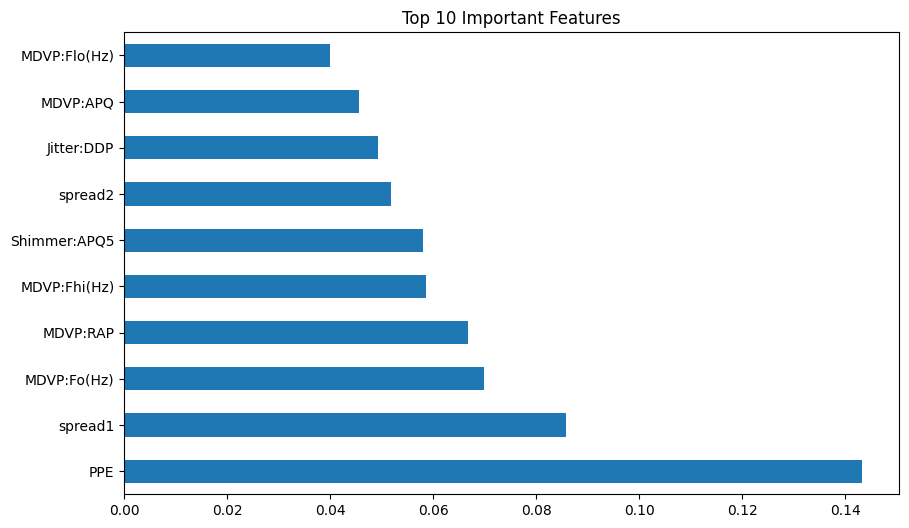 Top 10 Important Features
MDVP:Flo(Hz)
MDVP:APQ
Jitter:DDP
spread2
Shimmer:APQ5
MDVP:Fhi(Hz)
MDVP:RAP
MDVP:Fo(Hz)
spread1
PPE
0.00 0.02 0.04 0.06 0.08 0.10 0.12 0.14